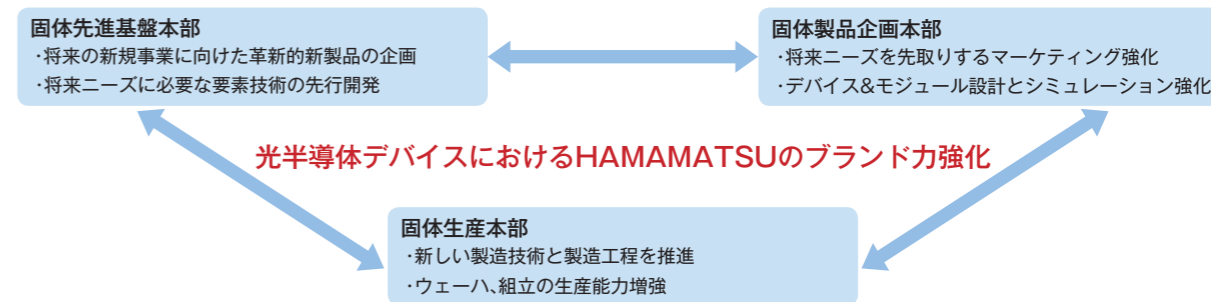 固体先進基盤本部
·将来の新規事業に向けた革新的新製品の企画
·将来ニーズに必要な要素技術の先行開発
固体製品企画本部
·将来ニーズを先取りするマーケティング強化
·デバイス&モジュール設計とシミュレーション強化
光半導体デバイスにおけるHAMAMATSUのブランド力強化
固体生産本部
·新しい製造技術と製造工程を推進
·ウェーハ、組立の生産能力増強